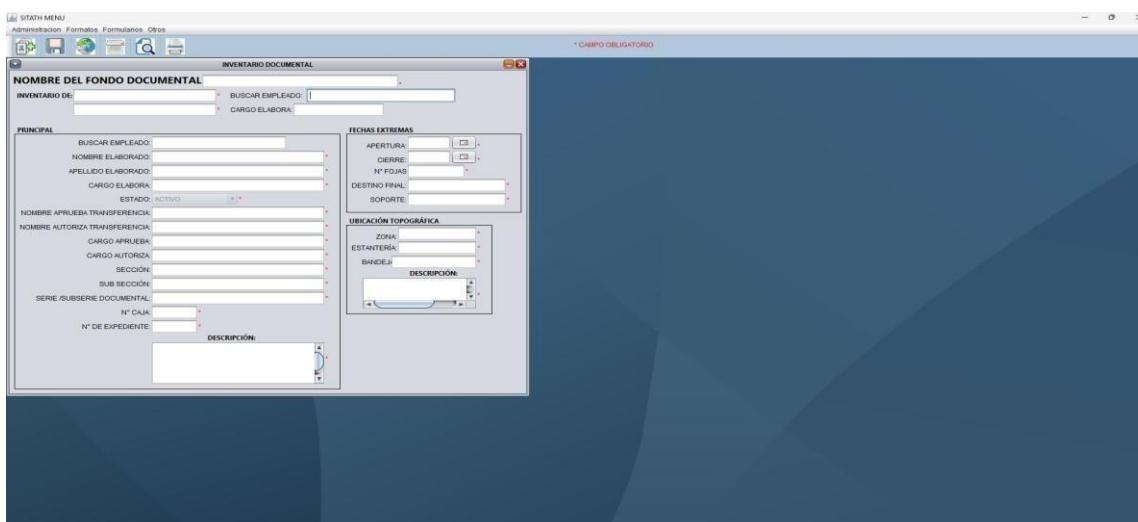 SITATH MENU
Administracion Formatos Formularios Otros
* CAMPO OBLIGATORIO
INVENTARIO DOCUMENTAL
NOMBRE DEL FONDO DOCUMENTAL
INVENTARIO DE: * BUSCAR EMPLEADO:
* CARGO ELABORA:
PRINCIPAL
BUSCAR EMPLEADO:
NOMBRE ELABORADO: *
APELLIDO ELABORADO: *
CARGO ELABORA: *
ESTADO: ACTIVO *
NOMBRE APRUEBA TRANSFERENCIA: *
NOMBRE AUTORIZA TRANSFERENCIA: *
CARGO APRUEBA: *
CARGO AUTORIZA: *
SECCIÓN: *
SUB SECCIÓN: *
SERIE /SUBSERIE DOCUMENTAL: *
N° CAJA: *
N° DE EXPEDIENTE: *
DESCRIPCIÓN:
*
FECHAS EXTREMAS
APERTURA: *
CIERRE: *
N° FOJAS *
DESTINO FINAL: *
SOPORTE: *
UBICACIÓN TOPOGRÁFICA
ZONA: *
ESTANTERÍA: *
BANDEJA *
DESCRIPCIÓN:
*